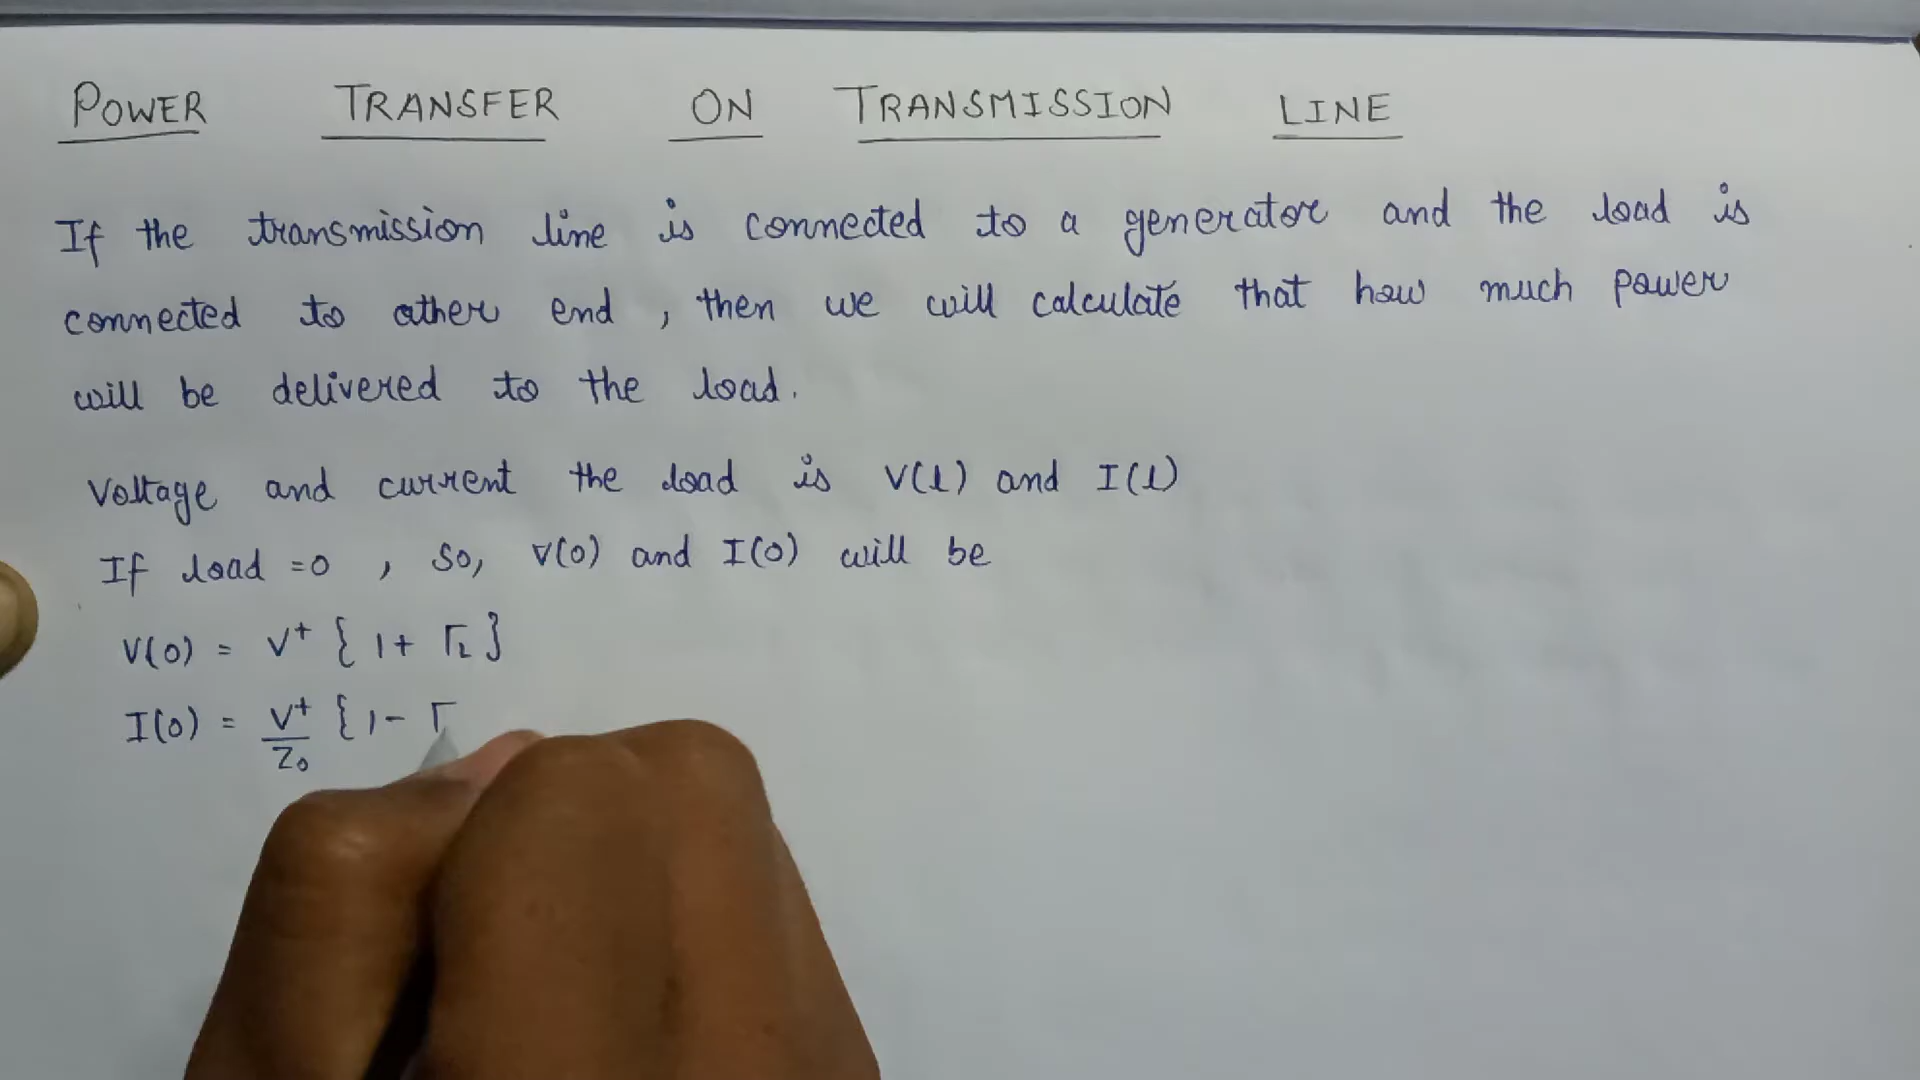 POWER TRANSFER ON TRANSMISSION LINE
If the transmission line is connected to a generator and the load is
connected to other end, then we will calculate that how much power
will be delivered to the load.
Voltage and current the load is V(l) and I(l)
If load = 0, so, V(0) and I(0) will be
V(0) = V⁺ { 1 + Γ_L }
I(0) = V⁺/Z₀ { 1 - Γ